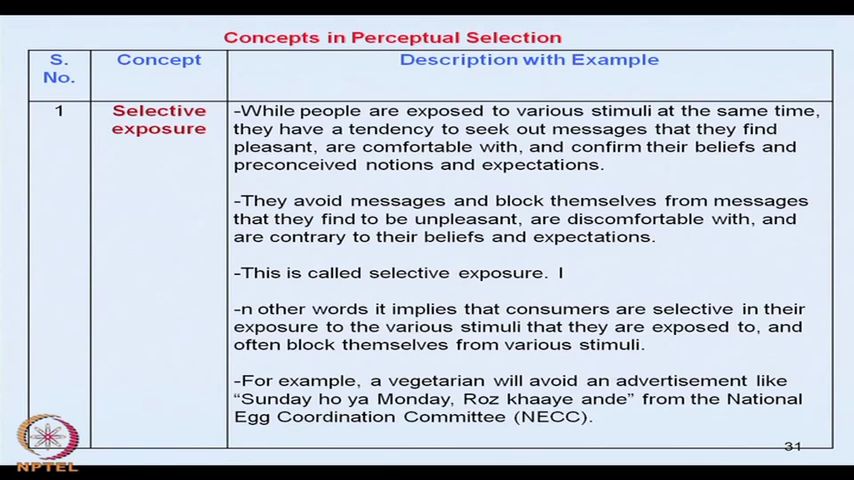 Concepts in Perceptual Selection
S. No.
Concept
Description with Example
1
Selective exposure
-While people are exposed to various stimuli at the same time,
they have a tendency to seek out messages that they find
pleasant, are comfortable with, and confirm their beliefs and
preconceived notions and expectations.
-They avoid messages and block themselves from messages
that they find to be unpleasant, are discomfortable with, and
are contrary to their beliefs and expectations.
-This is called selective exposure. I
-n other words it implies that consumers are selective in their
exposure to the various stimuli that they are exposed to, and
often block themselves from various stimuli.
-For example, a vegetarian will avoid an advertisement like
“Sunday ho ya Monday, Roz khaaye ande” from the National
Egg Coordination Committee (NECC).
31
NPTEL